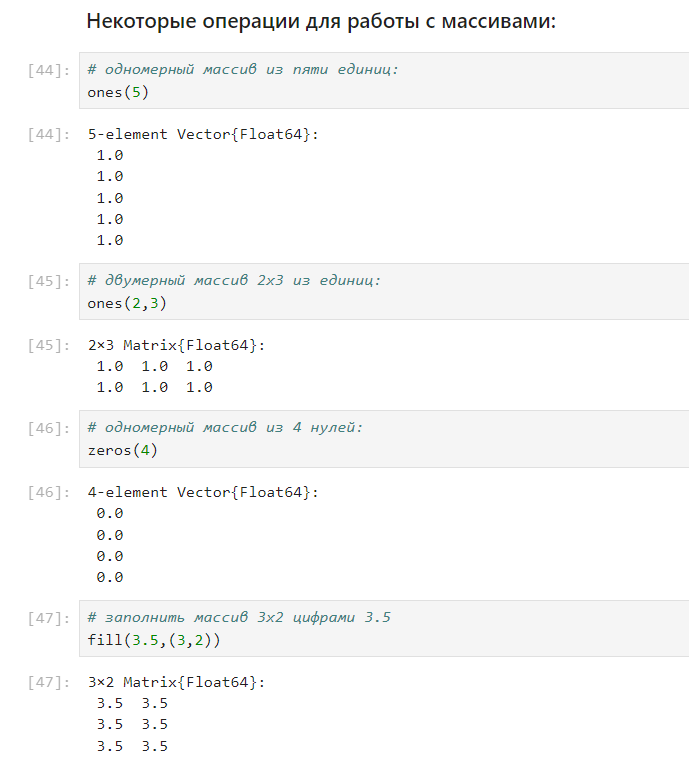 Некоторые операции для работы с массивами:
[44]: # одномерный массив из пяти единиц:
ones(5)
[44]: 5-element Vector{Float64}:
1.0
1.0
1.0
1.0
1.0
[45]: # двумерный массив 2x3 из единиц:
ones(2,3)
[45]: 2×3 Matrix{Float64}:
1.0  1.0  1.0
1.0  1.0  1.0
[46]: # одномерный массив из 4 нулей:
zeros(4)
[46]: 4-element Vector{Float64}:
0.0
0.0
0.0
0.0
[47]: # заполнить массив 3x2 цифрами 3.5
fill(3.5,(3,2))
[47]: 3×2 Matrix{Float64}:
3.5  3.5
3.5  3.5
3.5  3.5